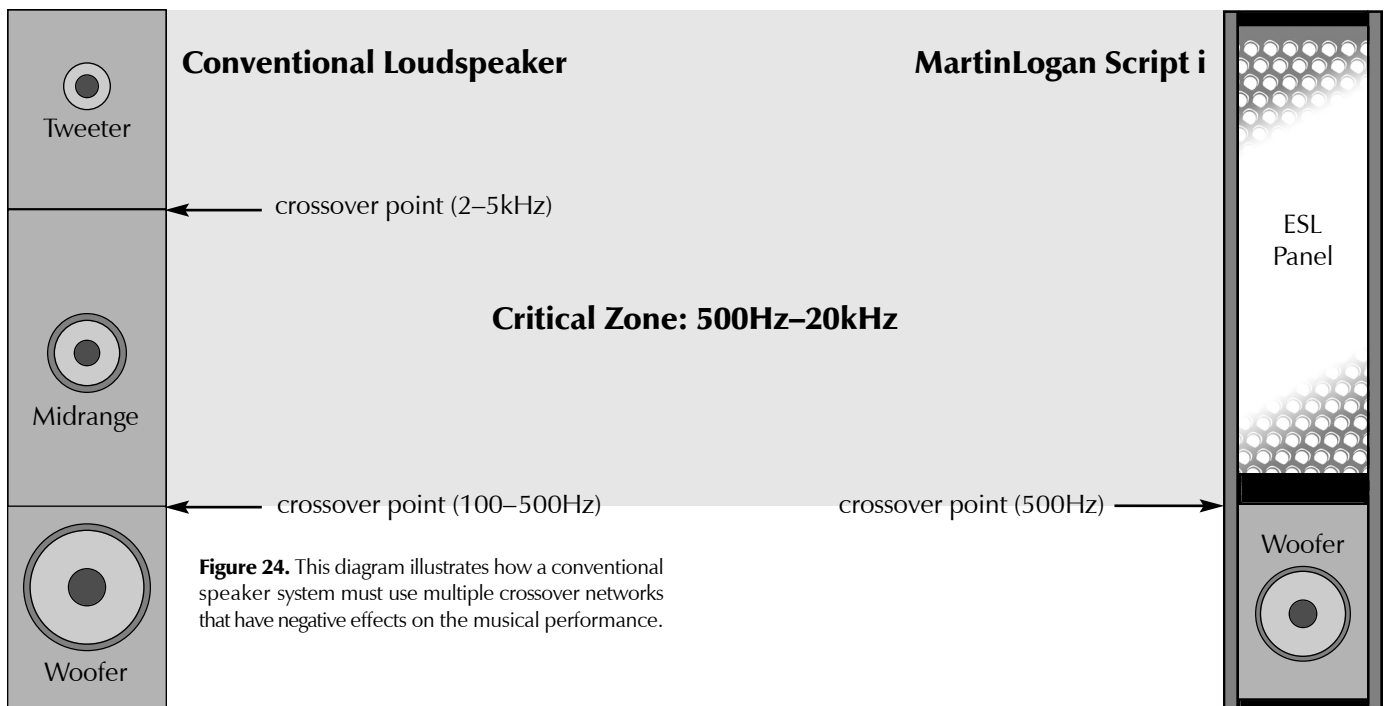 Conventional Loudspeaker
MartinLogan Script i
Tweeter
crossover point (2–5kHz)
ESL
Panel
Critical Zone: 500Hz–20kHz
Midrange
crossover point (100–500Hz)
crossover point (500Hz)
Woofer
Figure 24. This diagram illustrates how a conventional
speaker system must use multiple crossover networks
that have negative effects on the musical performance.
Woofer